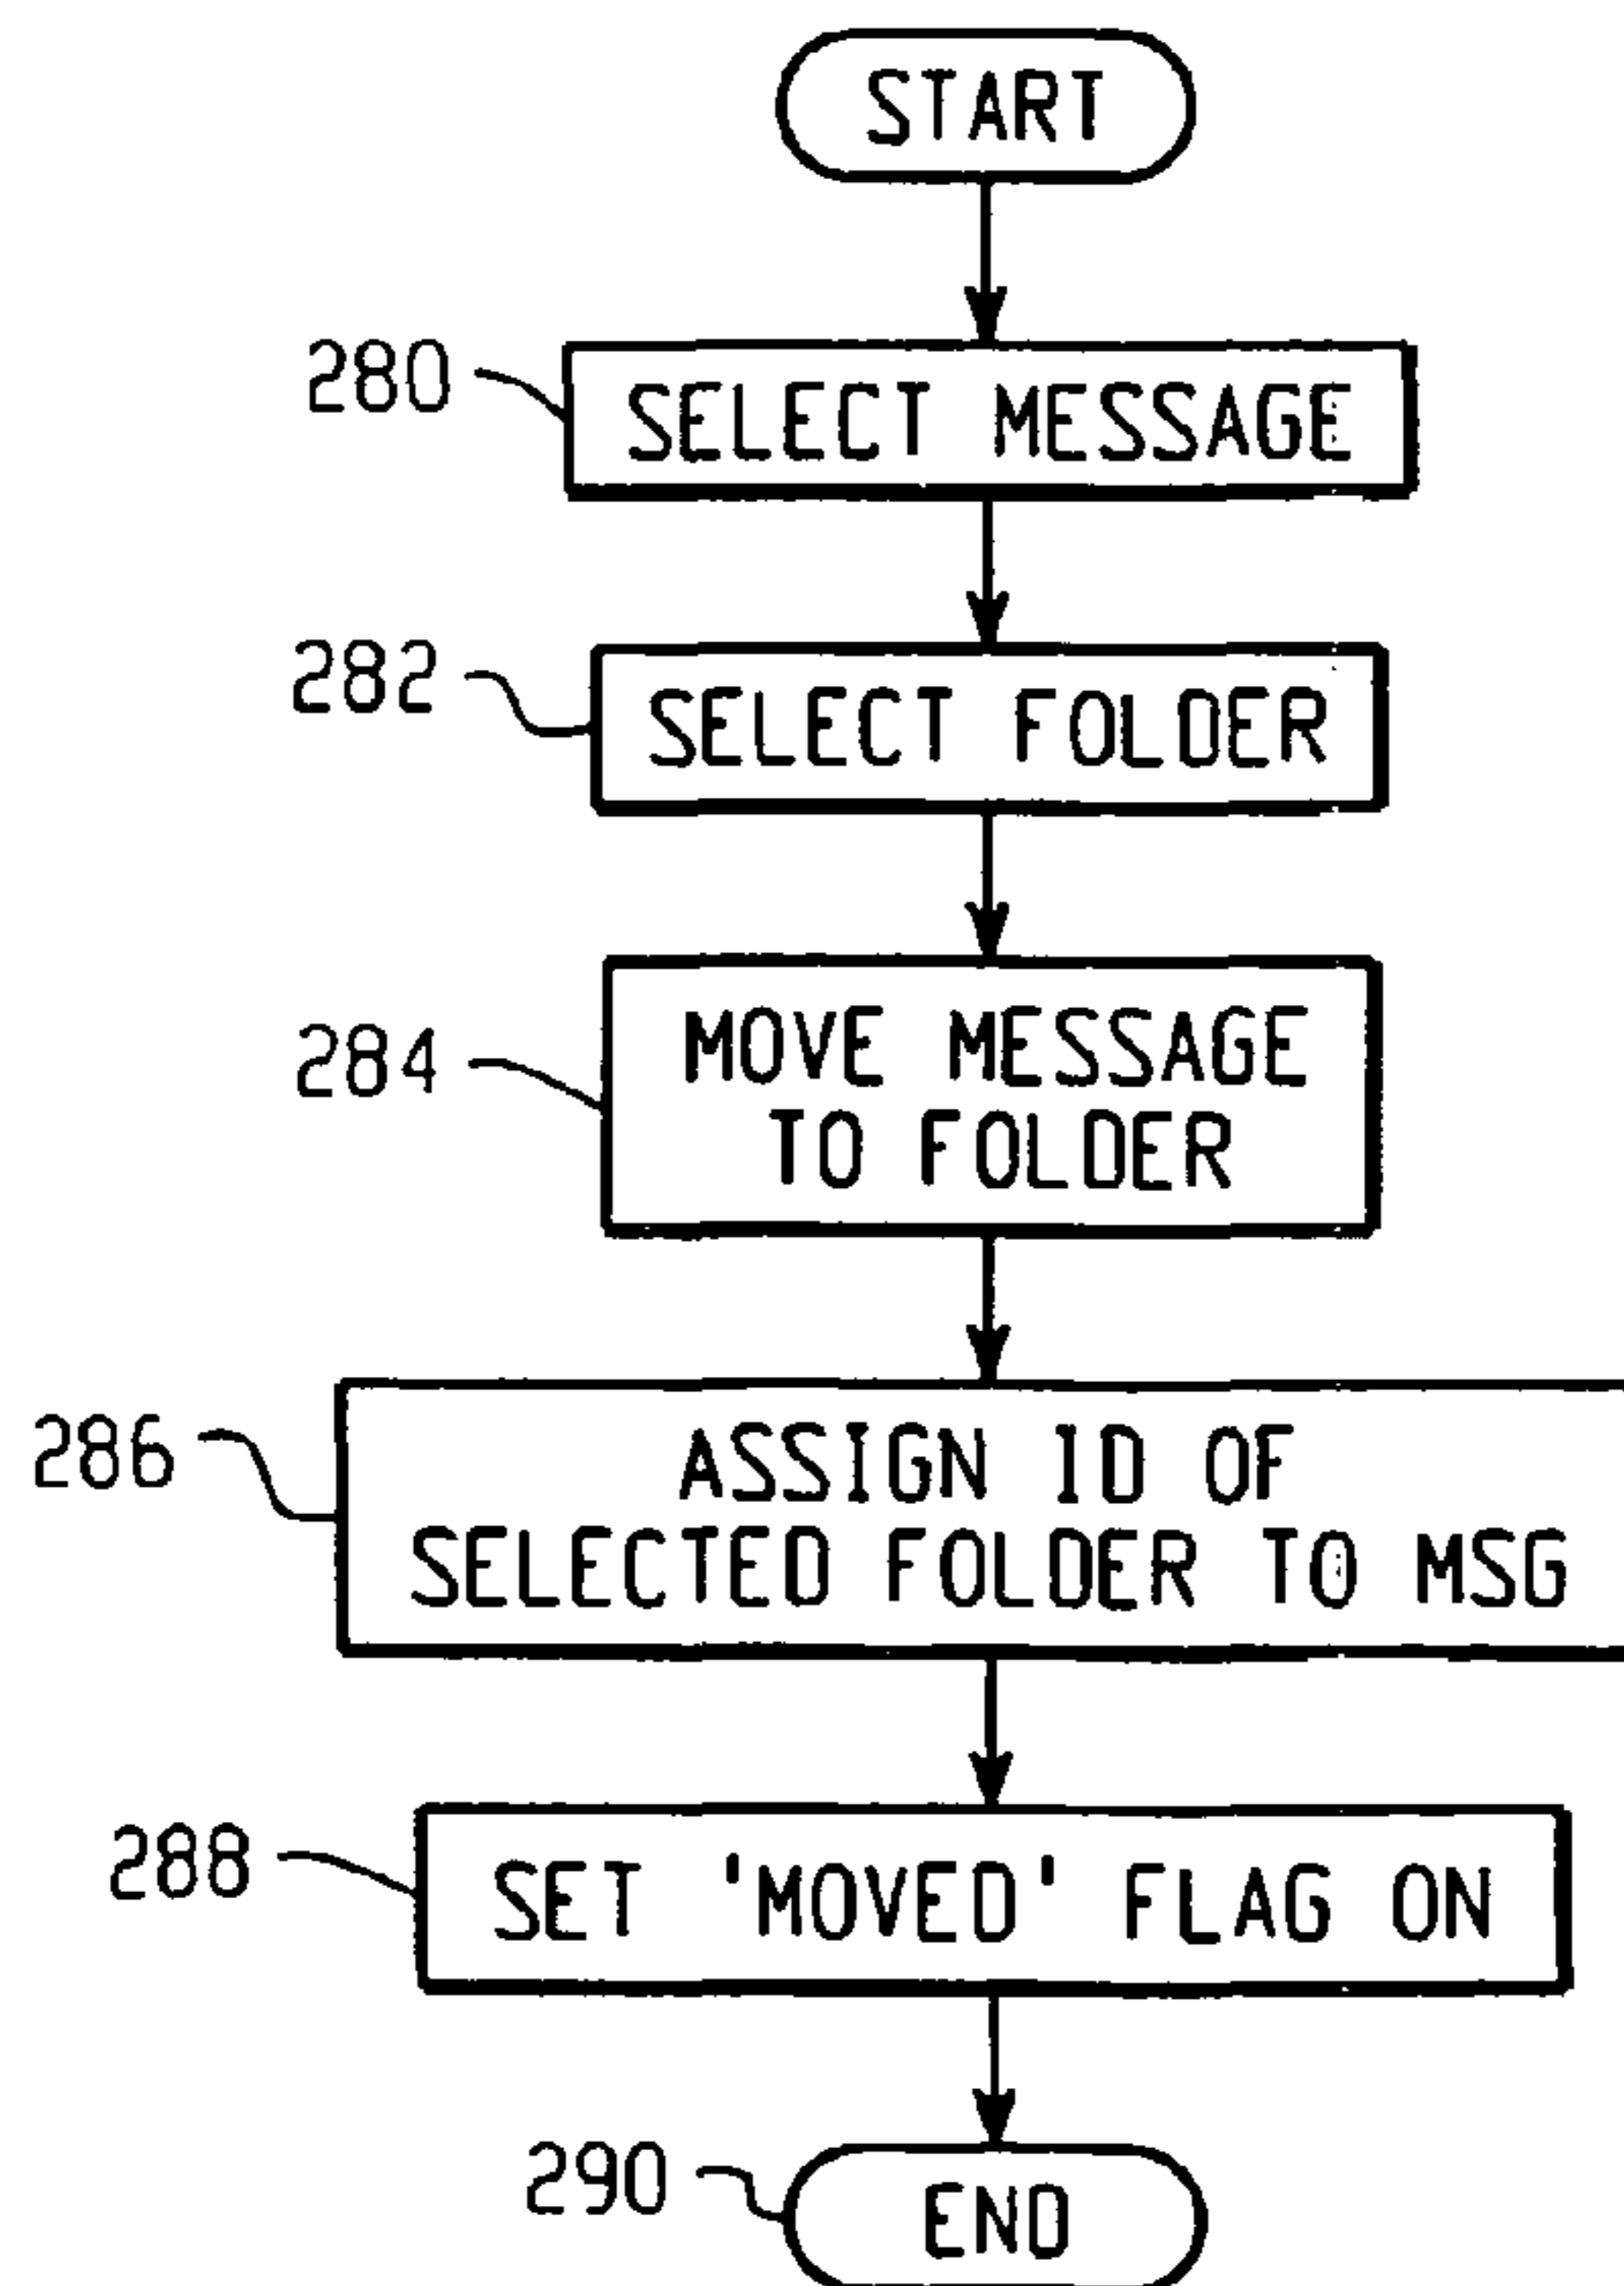 START
280
SELECT MESSAGE
282
SELECT FOLDER
284
MOVE MESSAGE
TO FOLDER
286
ASSIGN ID OF
SELECTED FOLDER TO MSG
288
SET 'MOVED' FLAG ON
290
END